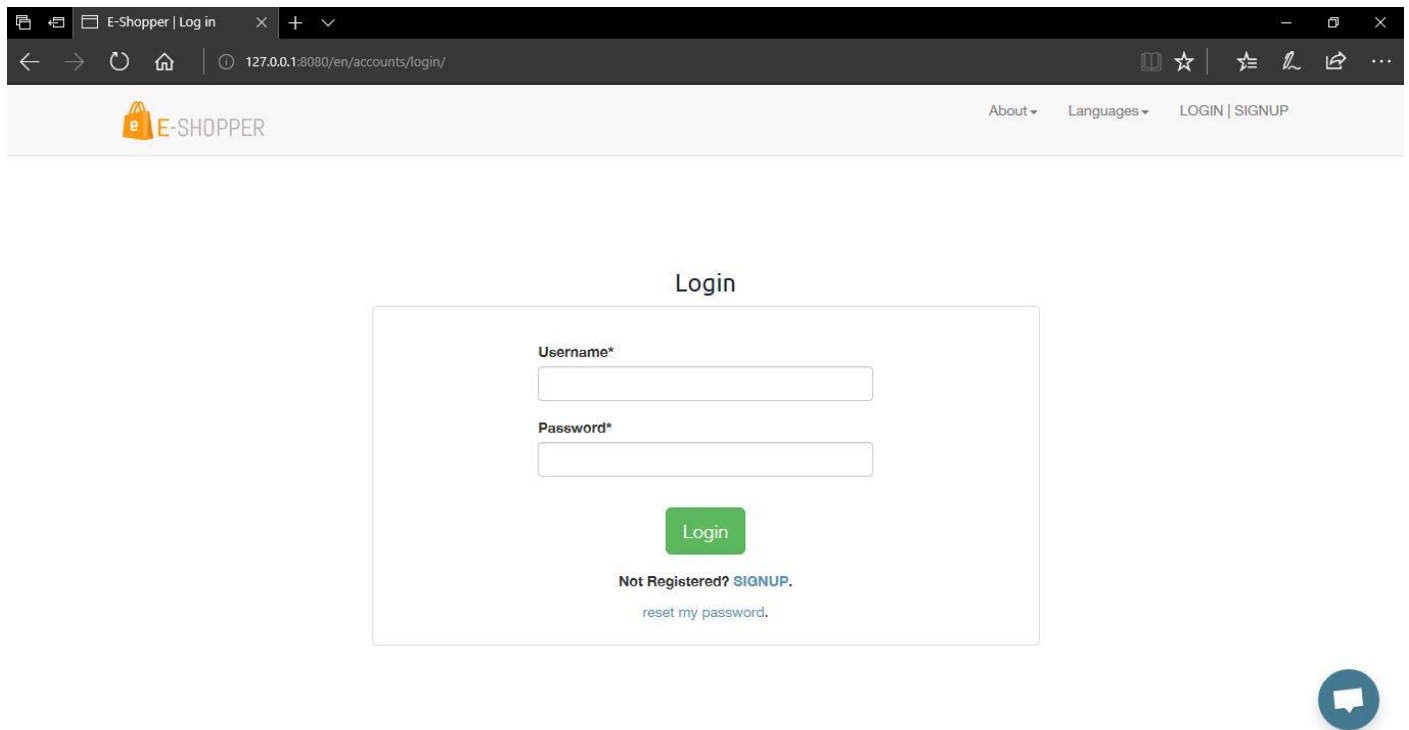 E-Shopper | Log in
127.0.0.1:8080/en/accounts/login/
e E-SHOPPER
About Languages LOGIN | SIGNUP
Login
Username*
Password*
Login
Not Registered? SIGNUP.
reset my password.